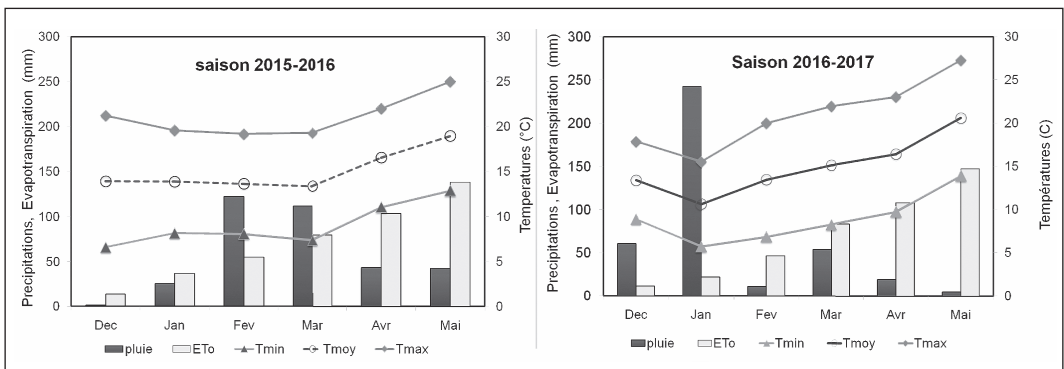 saison 2015-2016
Precipitations, Evapotranspiration (mm)
300
250
200
150
100
50
0
30
25
20
15
10
5
0
Temperatures (°C)
Dec Jan Fev Mar Avr Mai
pluie ETo Tmin Tmoy Tmax
Saison 2016-2017
Precipitations , Evapotranspiration (mm)
300
250
200
150
100
50
0
30
25
20
15
10
5
0
Températures (C)
Dec Jan Fev Mar Avr Mai
pluie ETo Tmin Tmoy Tmax